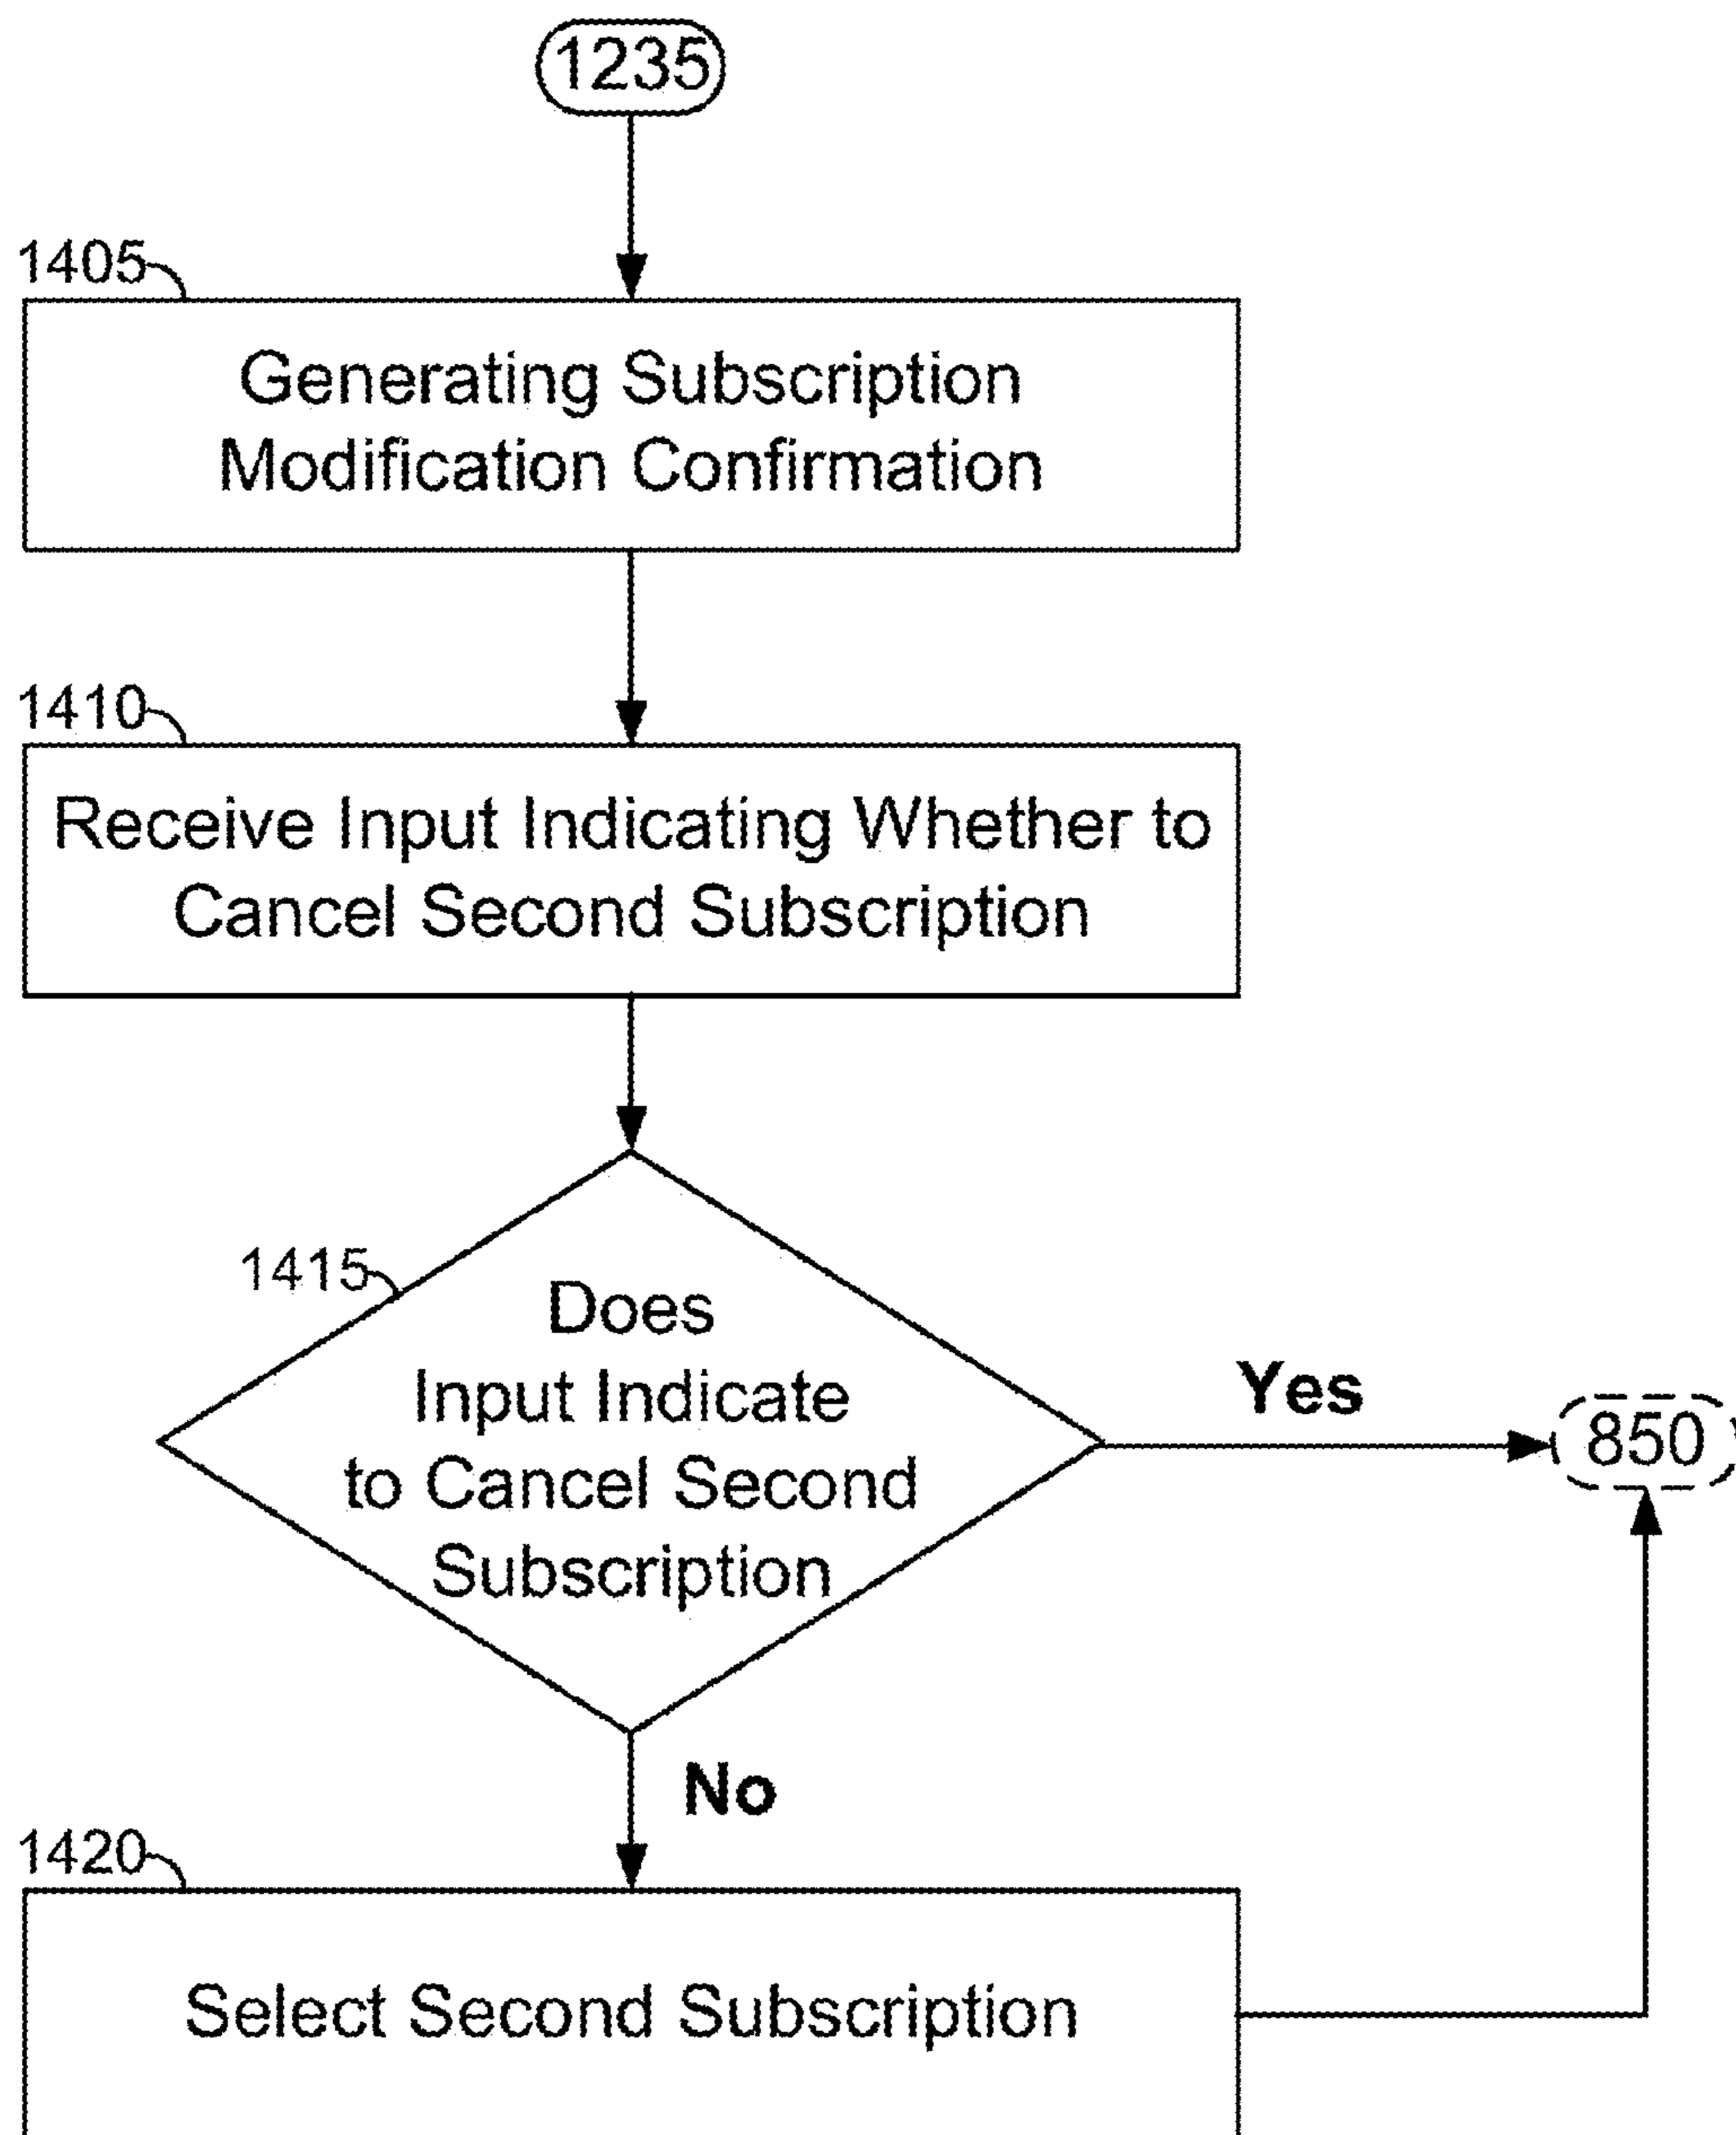 1235
1405
Generating Subscription
Modification Confirmation
1410
Receive Input Indicating Whether to
Cancel Second Subscription
1415
Does
Input Indicate
to Cancel Second
Subscription
Yes
850
No
1420
Select Second Subscription